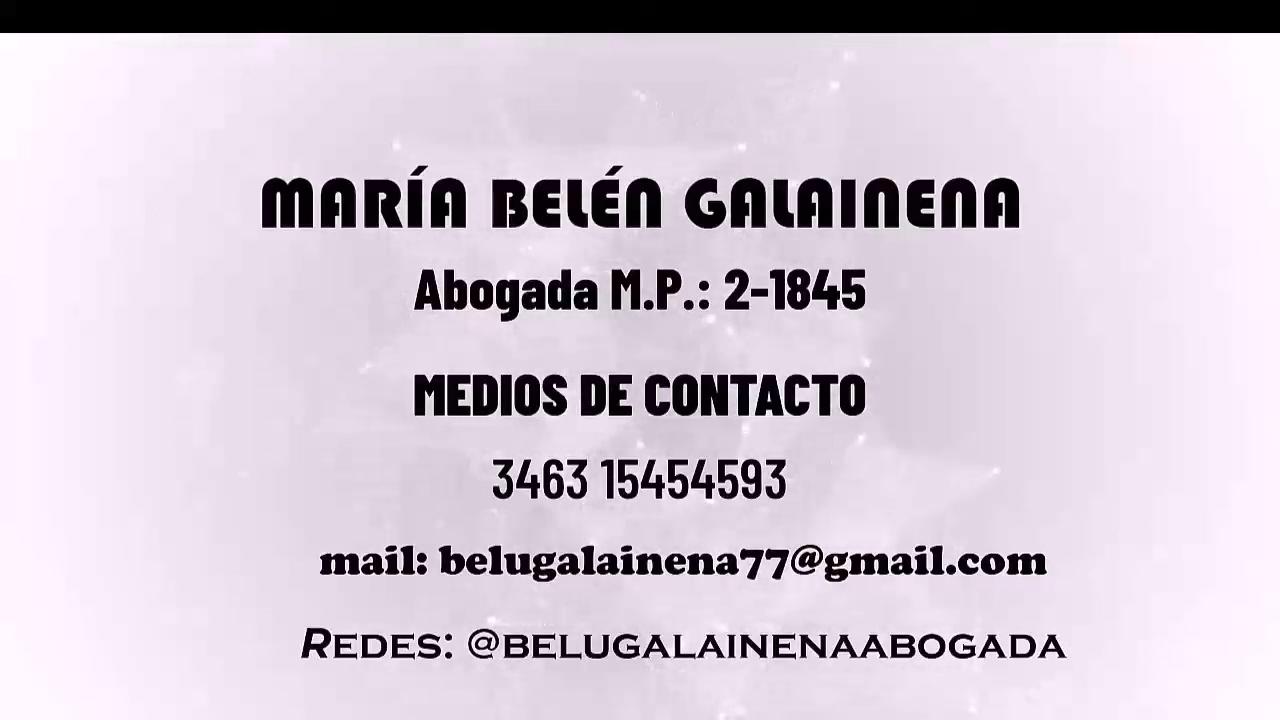 MARÍA BELÉN GALAINENA
Abogada M.P.: 2-1845
MEDIOS DE CONTACTO
3463 15454593
mail: belugalainena77@gmail.com
REDES: @BELUGALAINENAABOGADA